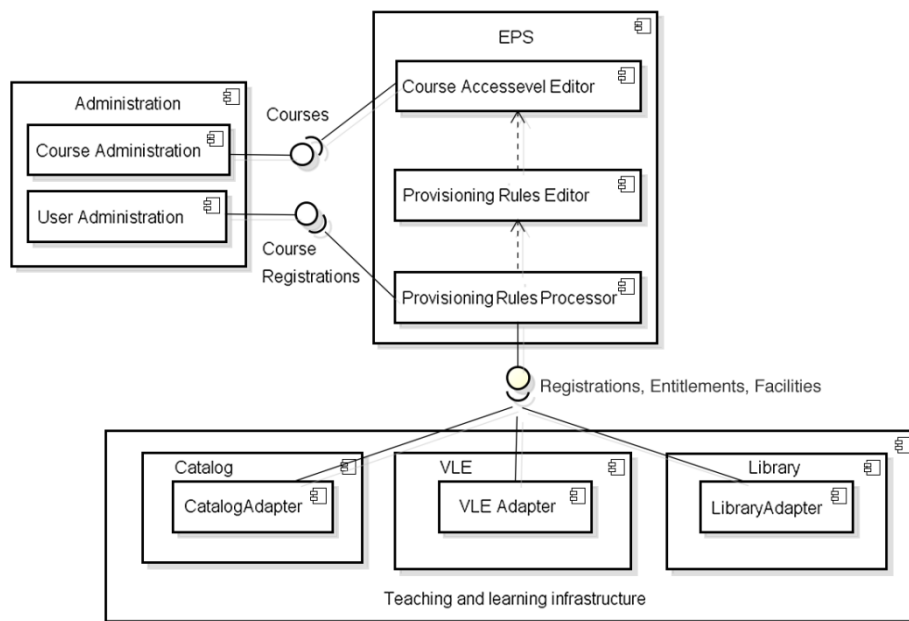 EPS
Course Accessevel Editor
Administration
Courses
Course Administration
Provisioning Rules Editor
User Administration
Course
Registrations
Provisioning Rules Processor
Registrations, Entitlements, Facilities
Catalog
VLE
Library
CatalogAdapter
VLE Adapter
LibraryAdapter
Teaching and learning infrastructure